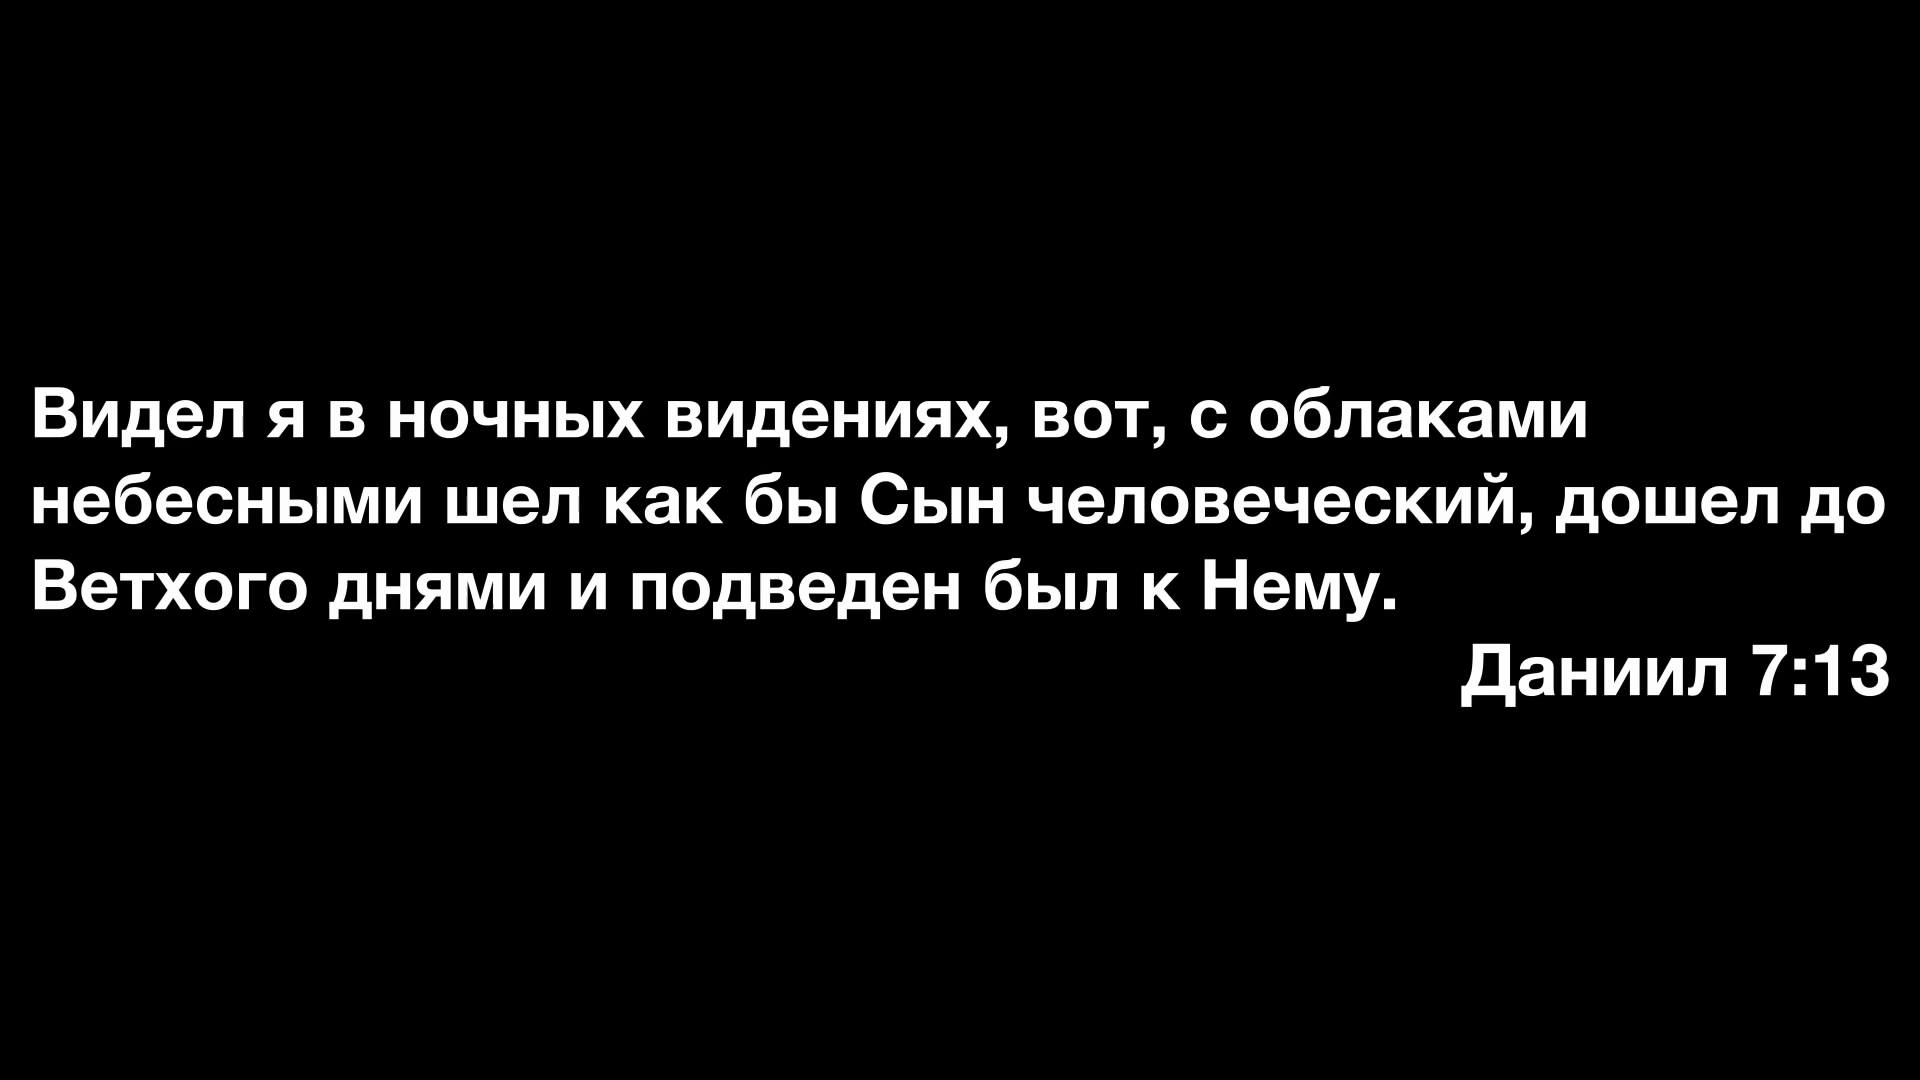 Видел я в ночных видениях, вот, с облаками
небесными шел как бы Сын человеческий, дошел до
Ветхого днями и подведен был к Нему.
Даниил 7:13